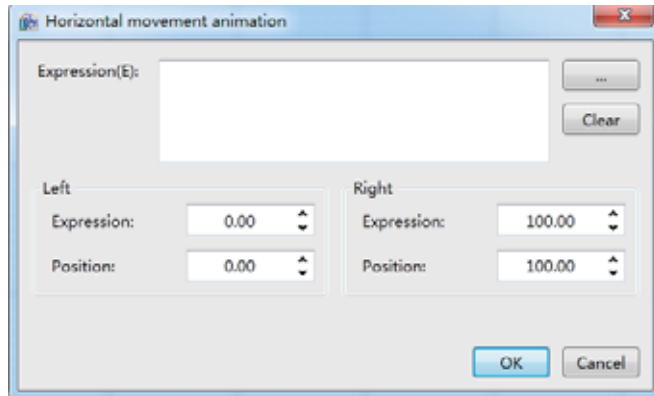 Horizontal movement animation
Expression(E):
...
Clear
Left
Right
Expression: 0.00
Expression: 100.00
Position: 0.00
Position: 100.00
OK
Cancel